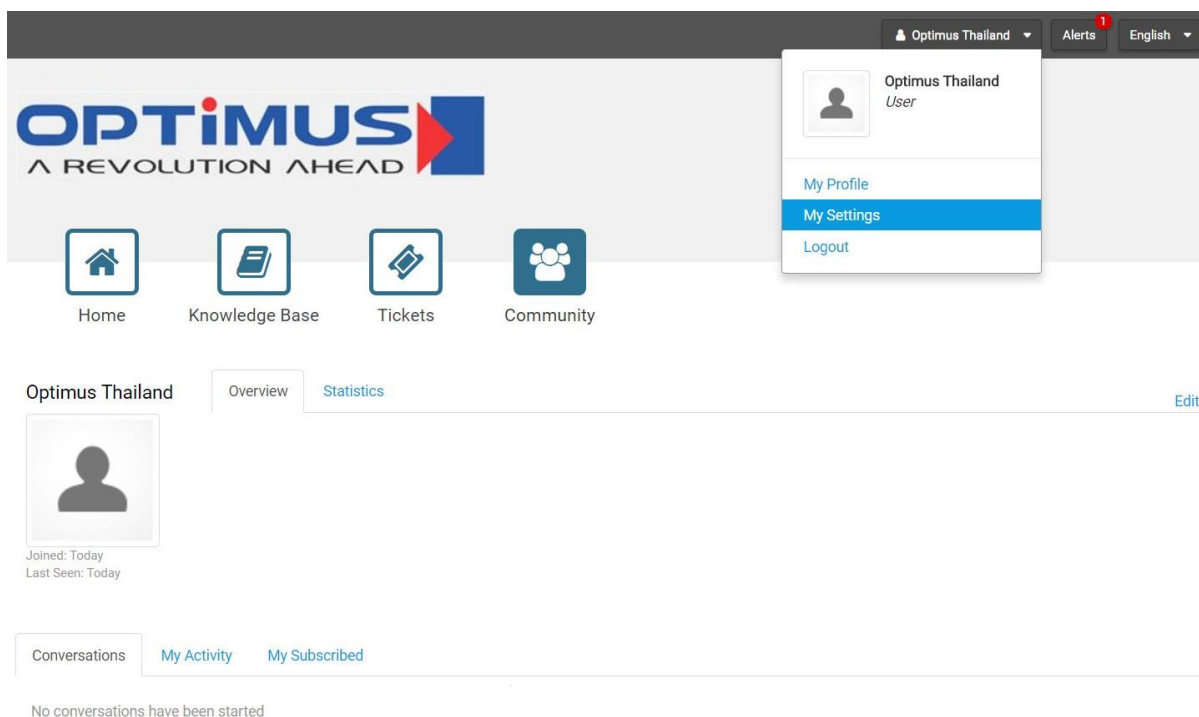 Optimus Thailand Alerts 1 English
Optimus Thailand
User
OPTiMUS
A REVOLUTION AHEAD
My Profile
My Settings
Logout
Home Knowledge Base Tickets Community
Optimus Thailand Overview Statistics Edit
Joined: Today
Last Seen: Today
Conversations My Activity My Subscribed
No conversations have been started